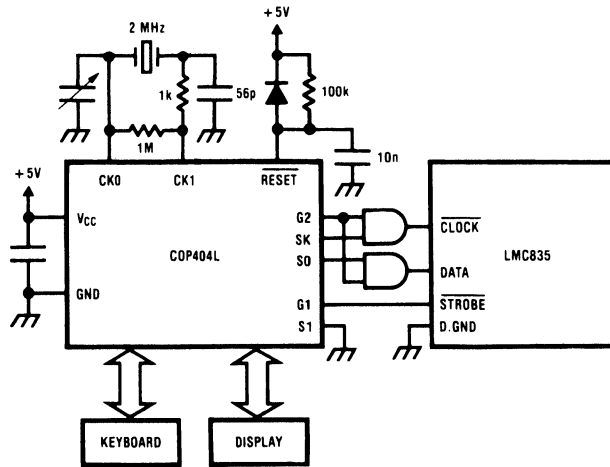 +5V
2 MHz
1k
56p
100k
1M
10n
+5V
CK0
CK1
RESET
VCC
G2
CLOCK
SK
COP404L
LMC835
SO
DATA
GND
G1
STROBE
S1
D.GND
KEYBOARD
DISPLAY